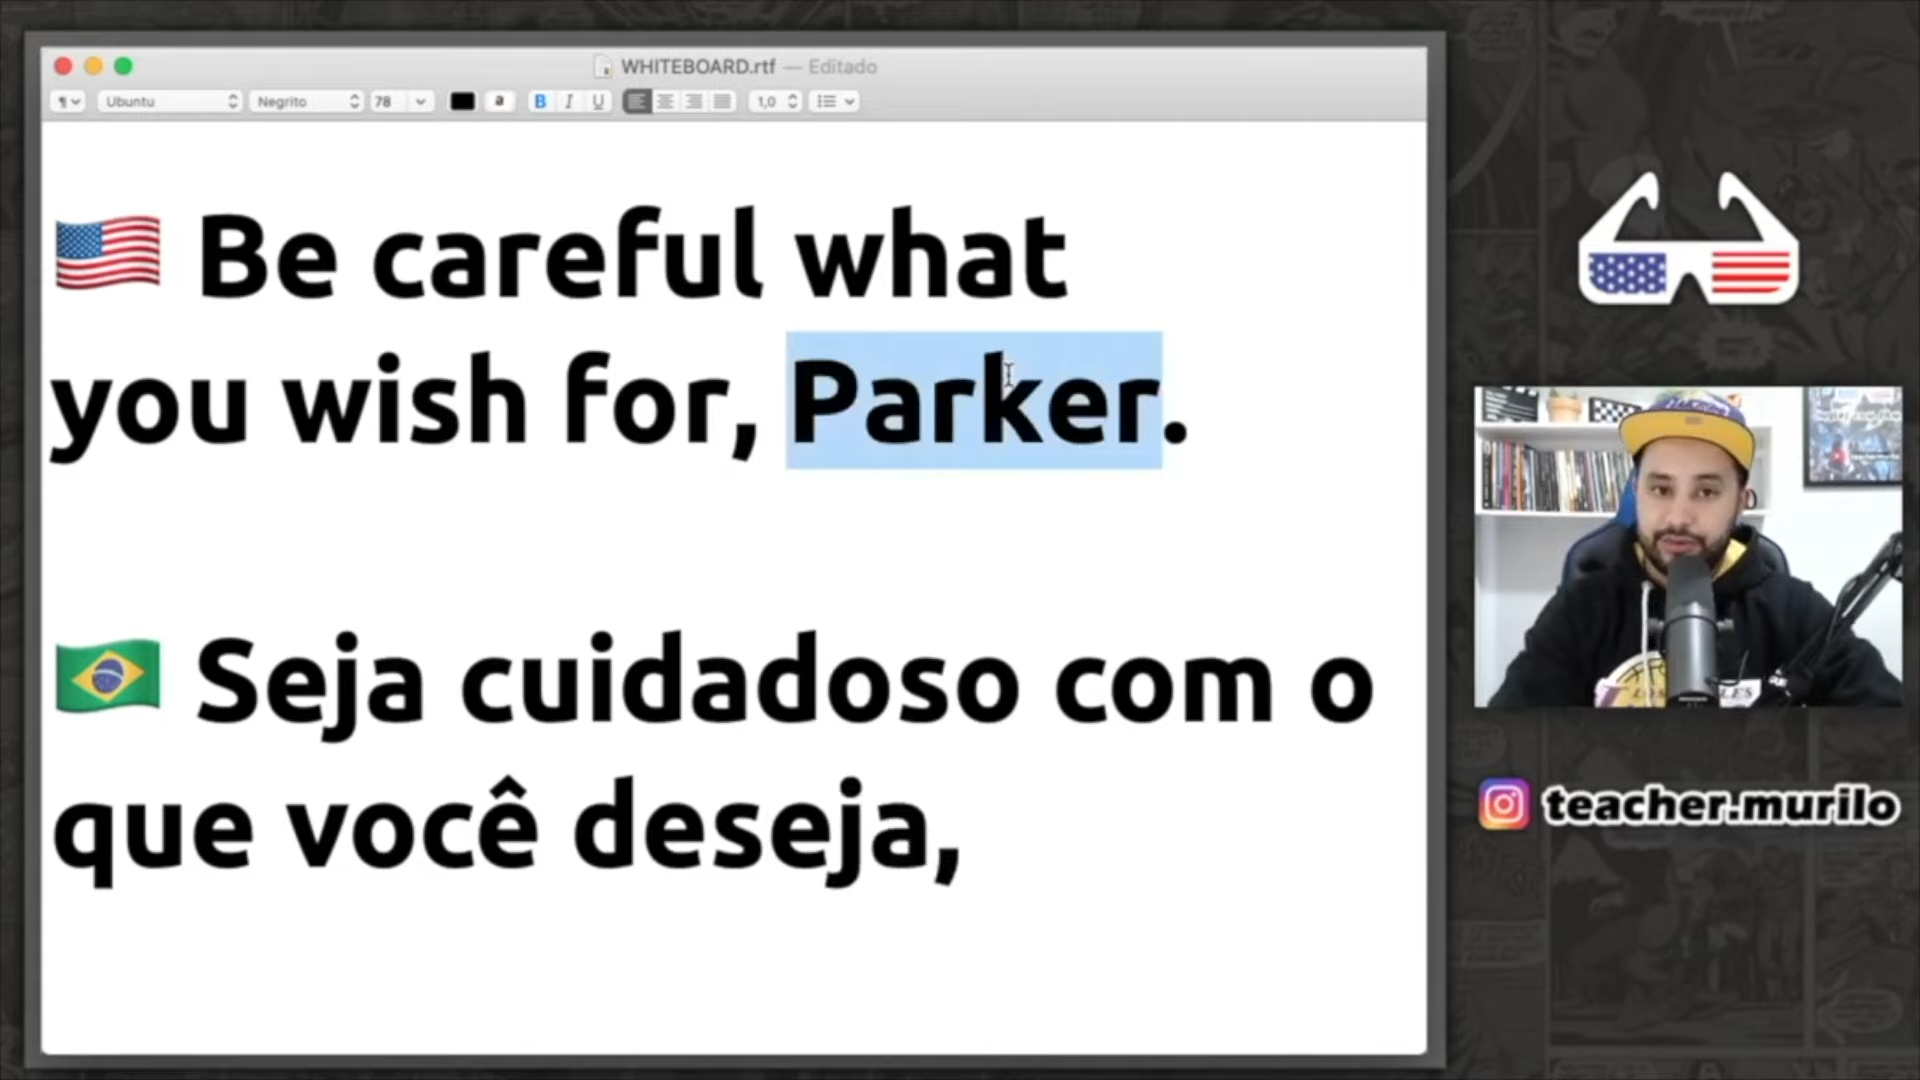 WHITEBOARD.rtf — Editado
¶ Ubuntu Negrito 78 a B I U 1,0
🇺🇸 Be careful what
you wish for, Parker.
🇧🇷 Seja cuidadoso com o
que você deseja,
teacher.murilo